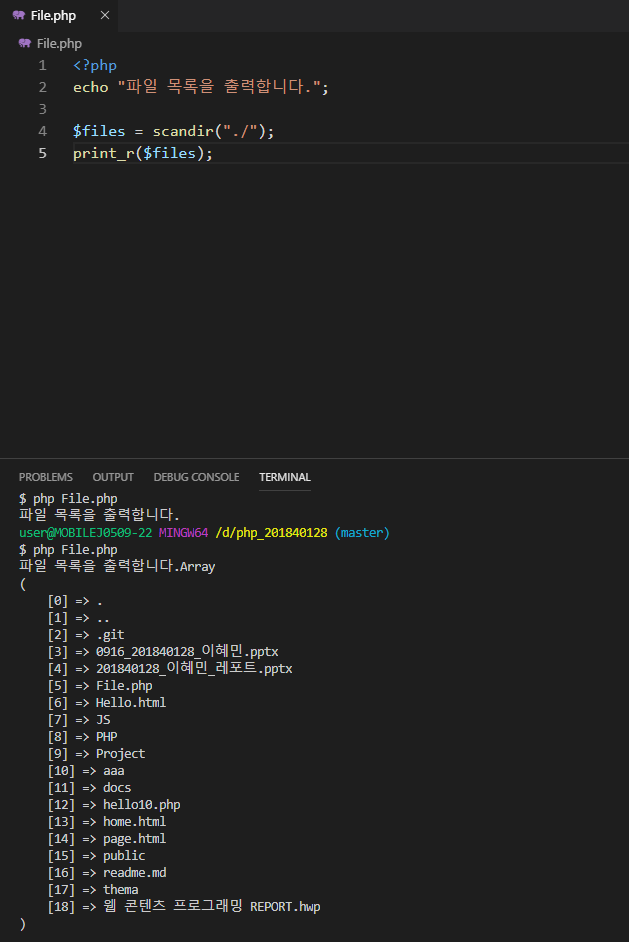 File.php ×
File.php
1 <?php
2 echo "파일 목록을 출력합니다.";
3
4 $files = scandir("./");
5 print_r($files);
PROBLEMS OUTPUT DEBUG CONSOLE TERMINAL
$ php File.php
파일 목록을 출력합니다.
user@MOBILEJ0509-22 MINGW64 /d/php_201840128 (master)
$ php File.php
파일 목록을 출력합니다.Array
(
    [0] => .
    [1] => ..
    [2] => .git
    [3] => 0916_201840128_이혜민.pptx
    [4] => 201840128_이혜민_레포트.pptx
    [5] => File.php
    [6] => Hello.html
    [7] => JS
    [8] => PHP
    [9] => Project
    [10] => aaa
    [11] => docs
    [12] => hello10.php
    [13] => home.html
    [14] => page.html
    [15] => public
    [16] => readme.md
    [17] => thema
    [18] => 웹 콘텐츠 프로그래밍 REPORT.hwp
)